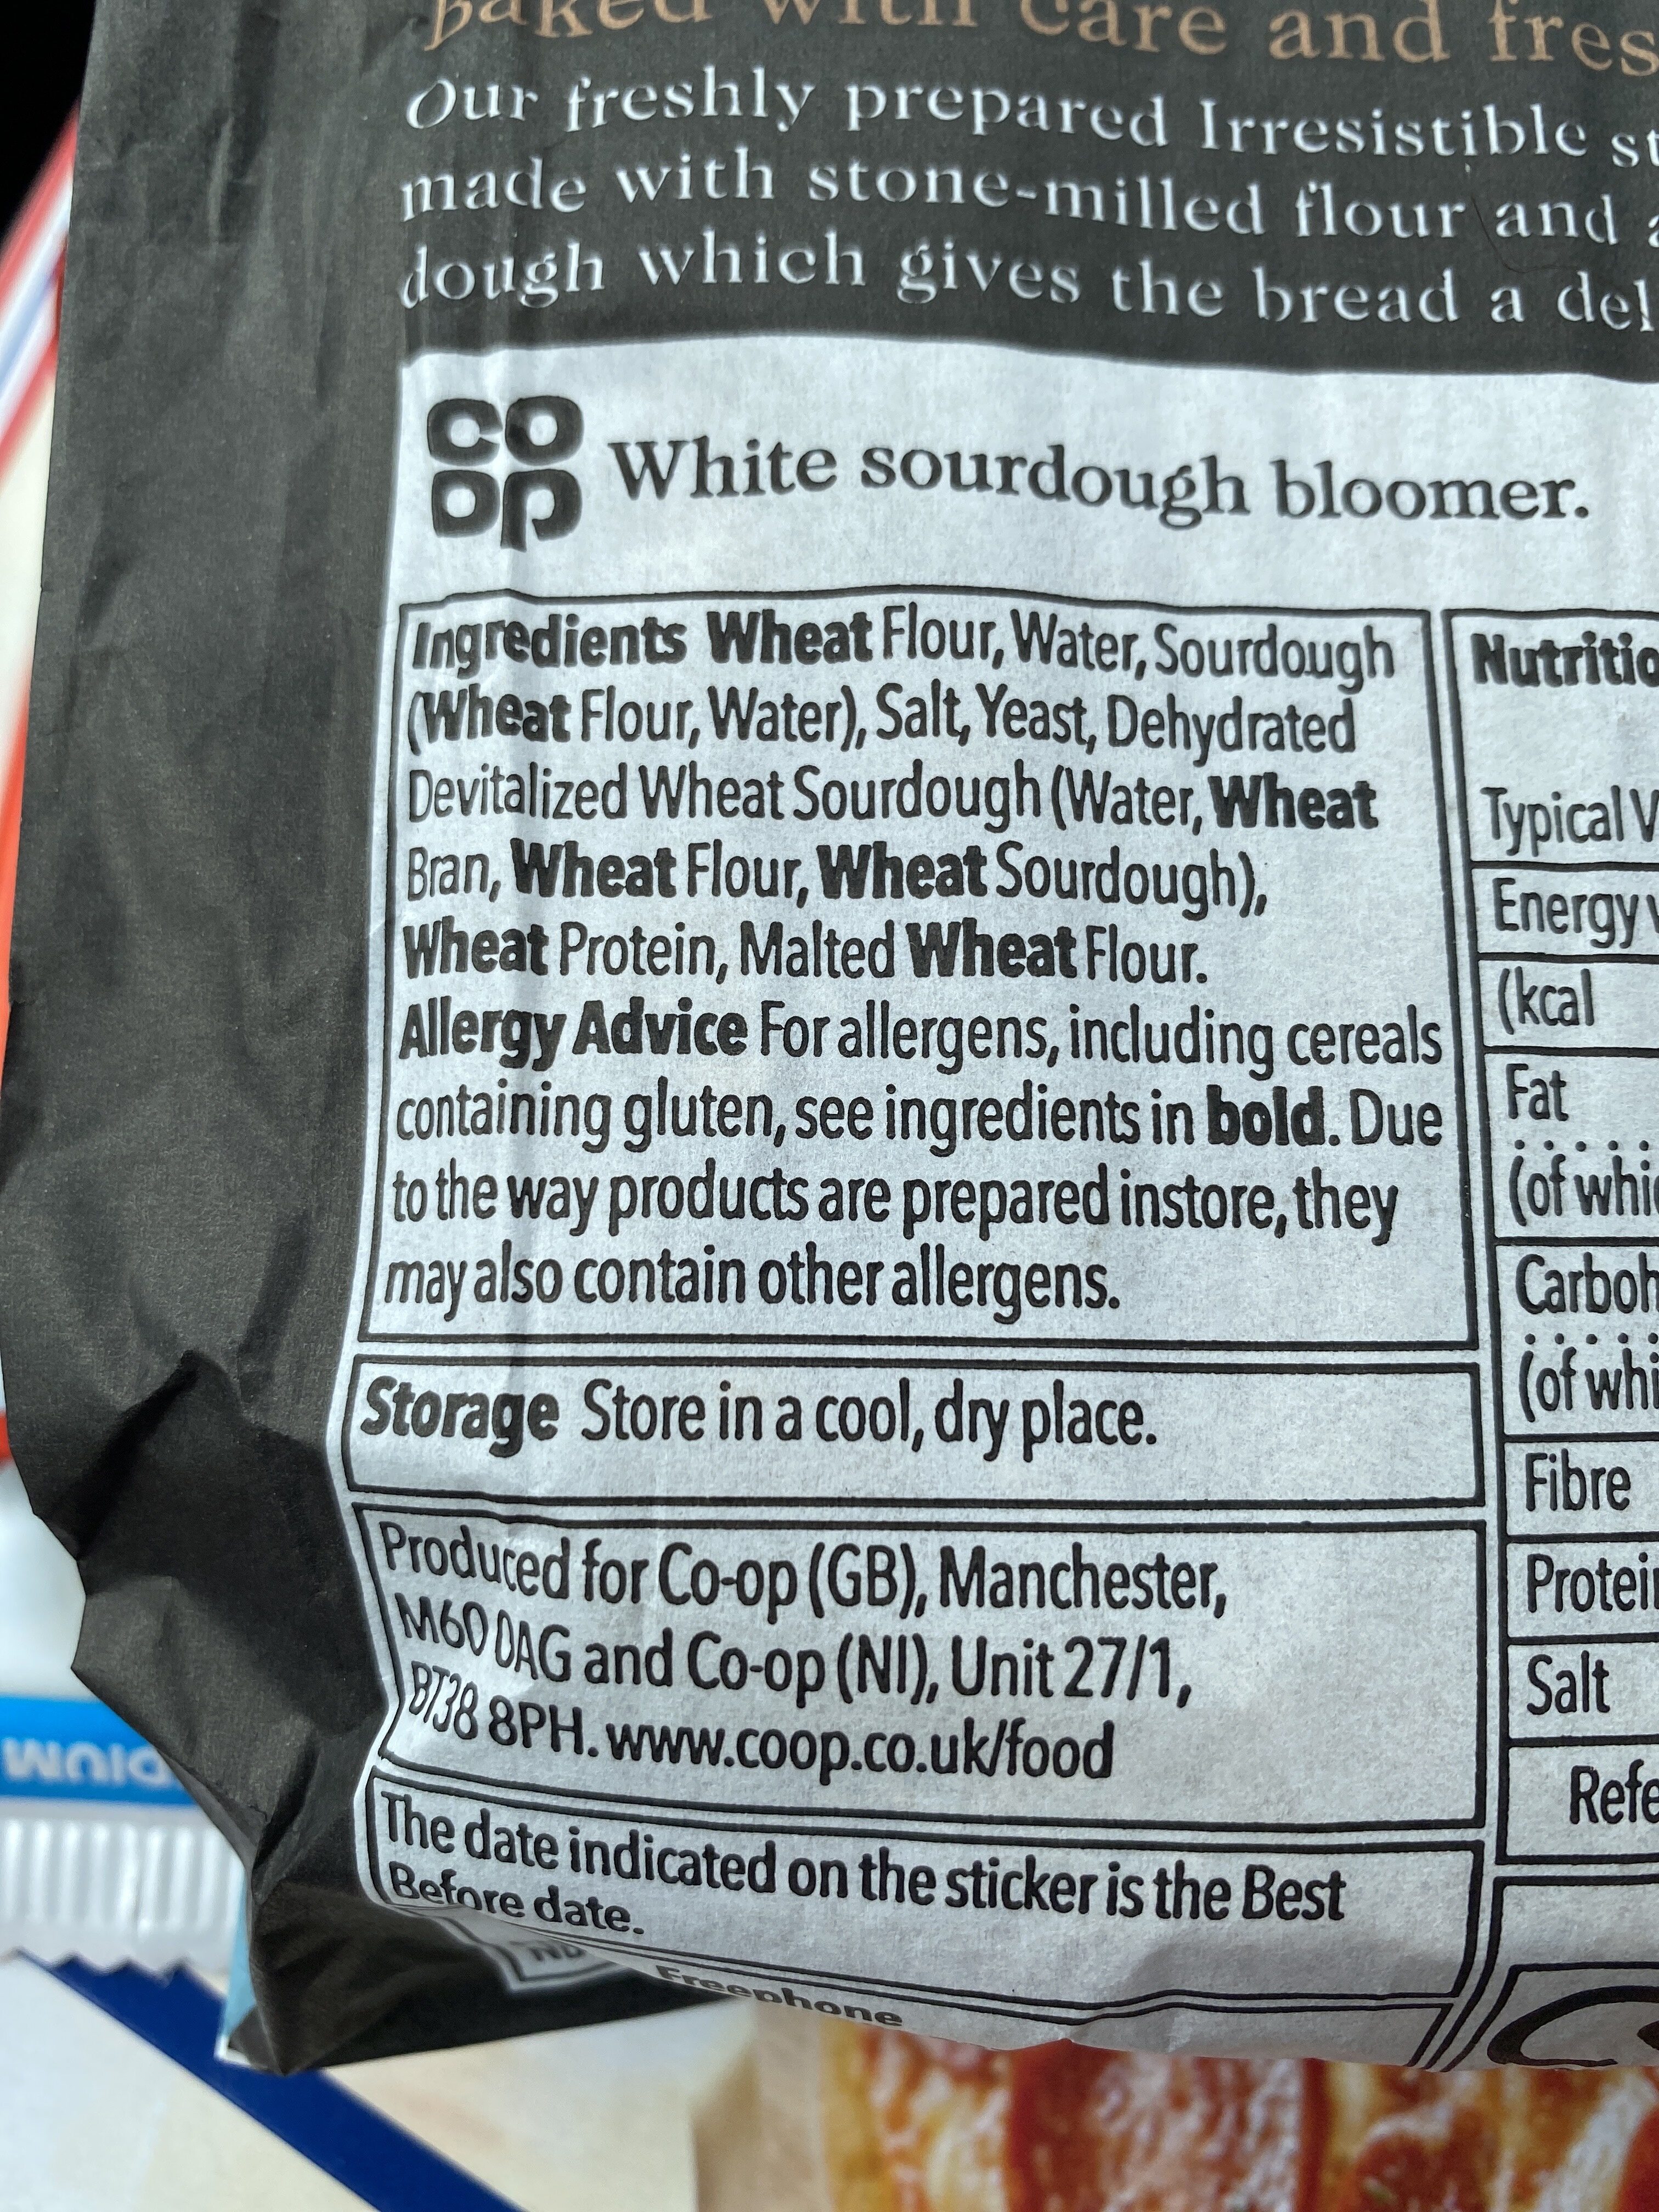 baked with care and fres
Our freshly prepared Irresistible st
made with stone-milled flour and a
dough which gives the bread a del
CO
OP
White sourdough bloomer.
Ingredients Wheat Flour, Water, Sourdough
(Wheat Flour, Water), Salt, Yeast, Dehydrated
Devitalized Wheat Sourdough (Water, Wheat
Bran, Wheat Flour, Wheat Sourdough),
Wheat Protein, Malted Wheat Flour.
Allergy Advice For allergens, including cereals
containing gluten, see ingredients in bold. Due
to the way products are prepared instore, they
may also contain other allergens.
Storage Store in a cool, dry place.
Produced for Co-op (GB), Manchester,
M60 0AG and Co-op (NI), Unit 27/1,
BT38 8PH. www.coop.co.uk/food
The date indicated on the sticker is the Best
Before date.
Freephone
Nutritio
Typical V
Energy
(kcal
Fat
(of whi
Carboh
(of whi
Fibre
Protein
Salt
Refe
DIUM